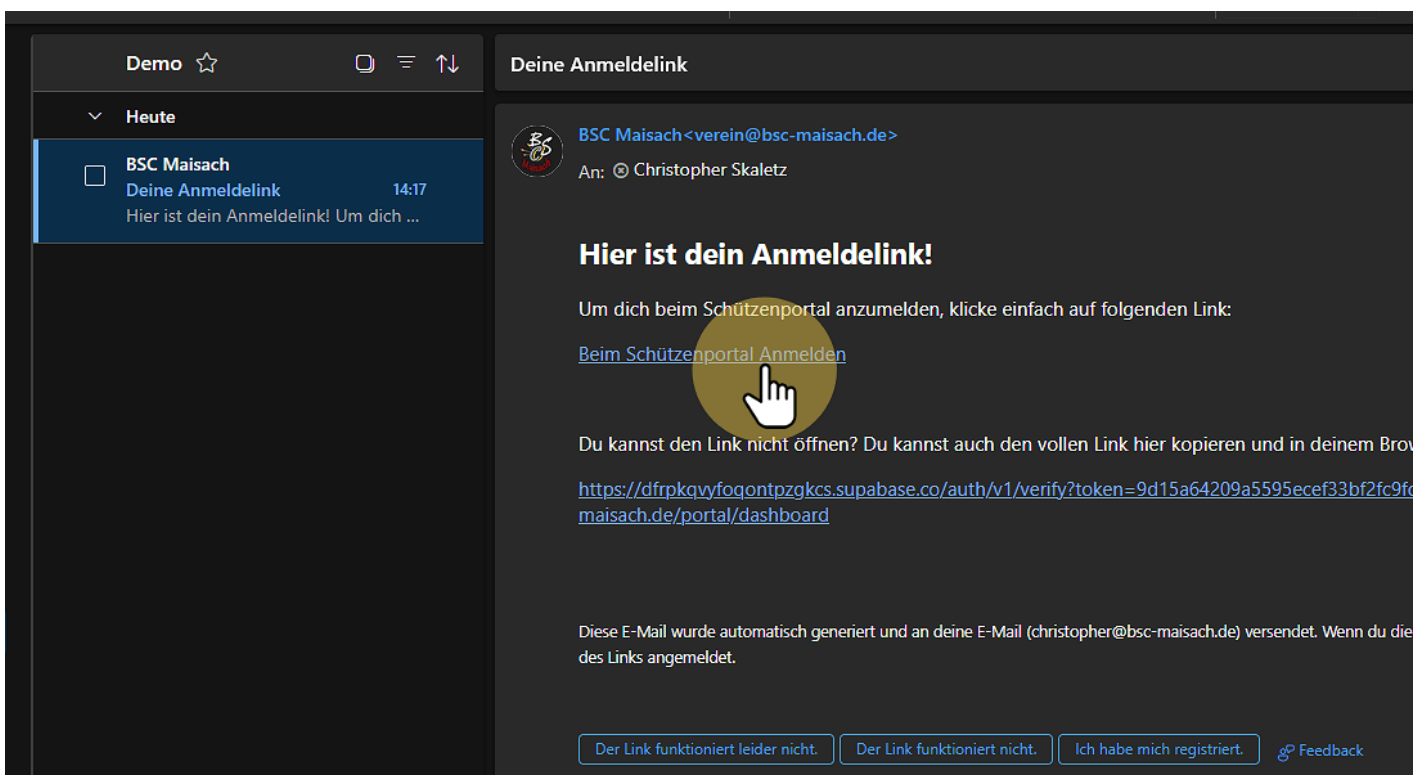 Demo
Heute
BSC Maisach
Deine Anmeldelink 14:17
Hier ist dein Anmeldelink! Um dich ...
Deine Anmeldelink
BSC Maisach<verein@bsc-maisach.de>
An: Christopher Skaletz
Hier ist dein Anmeldelink!
Um dich beim Schützenportal anzumelden, klicke einfach auf folgenden Link:
Beim Schützenportal Anmelden
Du kannst den Link nicht öffnen? Du kannst auch den vollen Link hier kopieren und in deinem
https://dfrpkqvyfoqontpzgkcs.supabase.co/auth/v1/verify?token=9d15a64209a5595ecef33bf2fc9f
maisach.de/portal/dashboard
Diese E-Mail wurde automatisch generiert und an deine E-Mail (christopher@bsc-maisach.de) versendet. Wenn du die
des Links angemeldet.
Der Link funktioniert leider nicht. Der Link funktioniert nicht. Ich habe mich registriert. Feedback